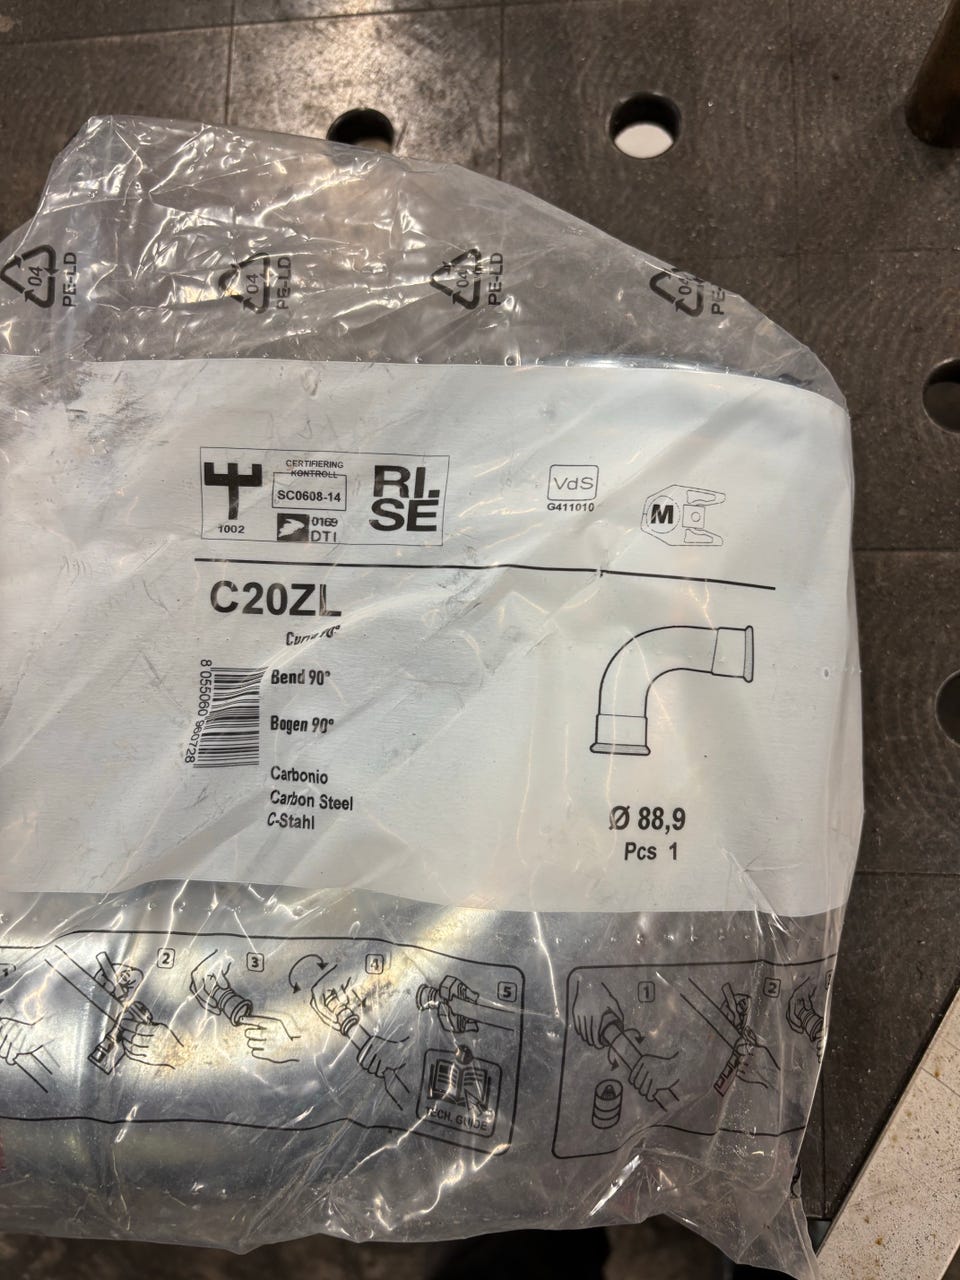 04 PE-LD
04 PE-LD
04 PE-LD
04 PE-LD
1002
CERTIFIERING
KONTROLL
SC0608-14
0169
DTI
RI.
SE
VdS
G411010
M
C20ZL
Bend 90°
Bogen 90°
8 055060 960728
Carbonio
Carbon Steel
C-Stahl
Ø 88,9
Pcs 1
2
3
4
5
TECH. GUIDE
1
2